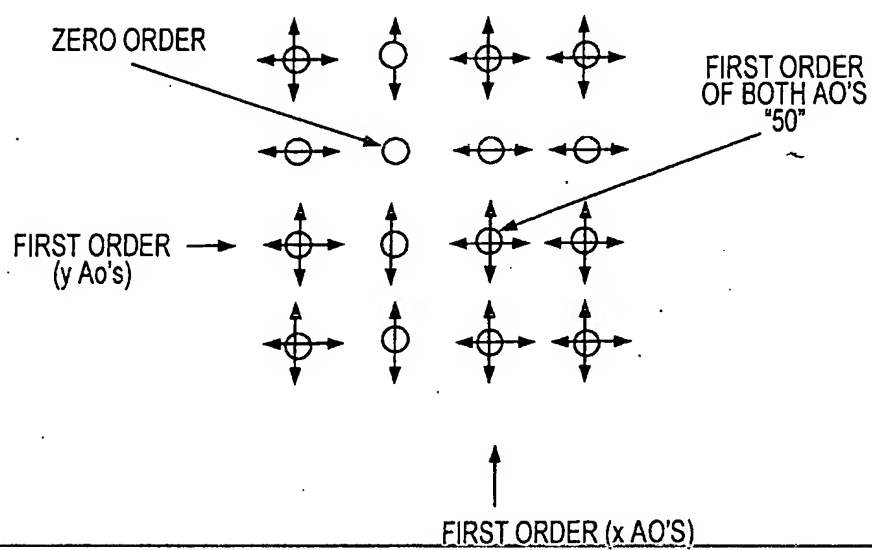 ZERO ORDER
FIRST ORDER
OF BOTH AO'S
"50"
FIRST ORDER
(y Ao's)
FIRST ORDER (x AO'S)